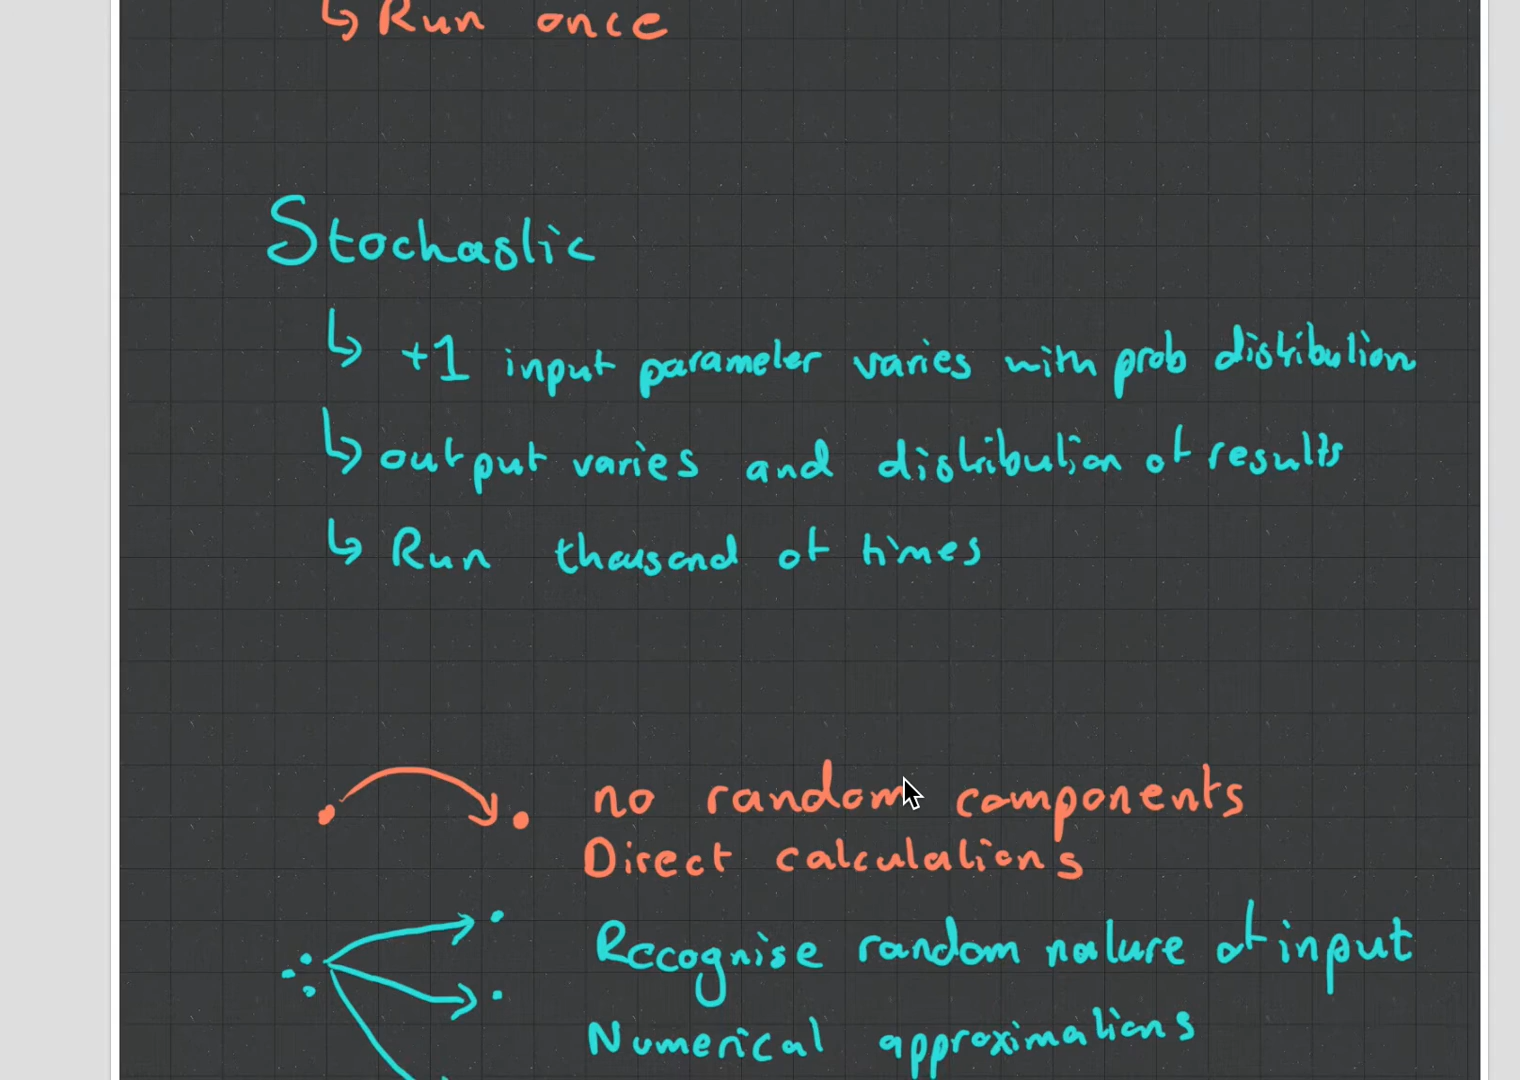 ↳ Run once
Stochastic
↳ +1 input parameter varies with prob distribution
↳ output varies and distribution of results
↳ Run thousand of times
no random components
Direct calculations
Recognise random nature of input
Numerical approximations